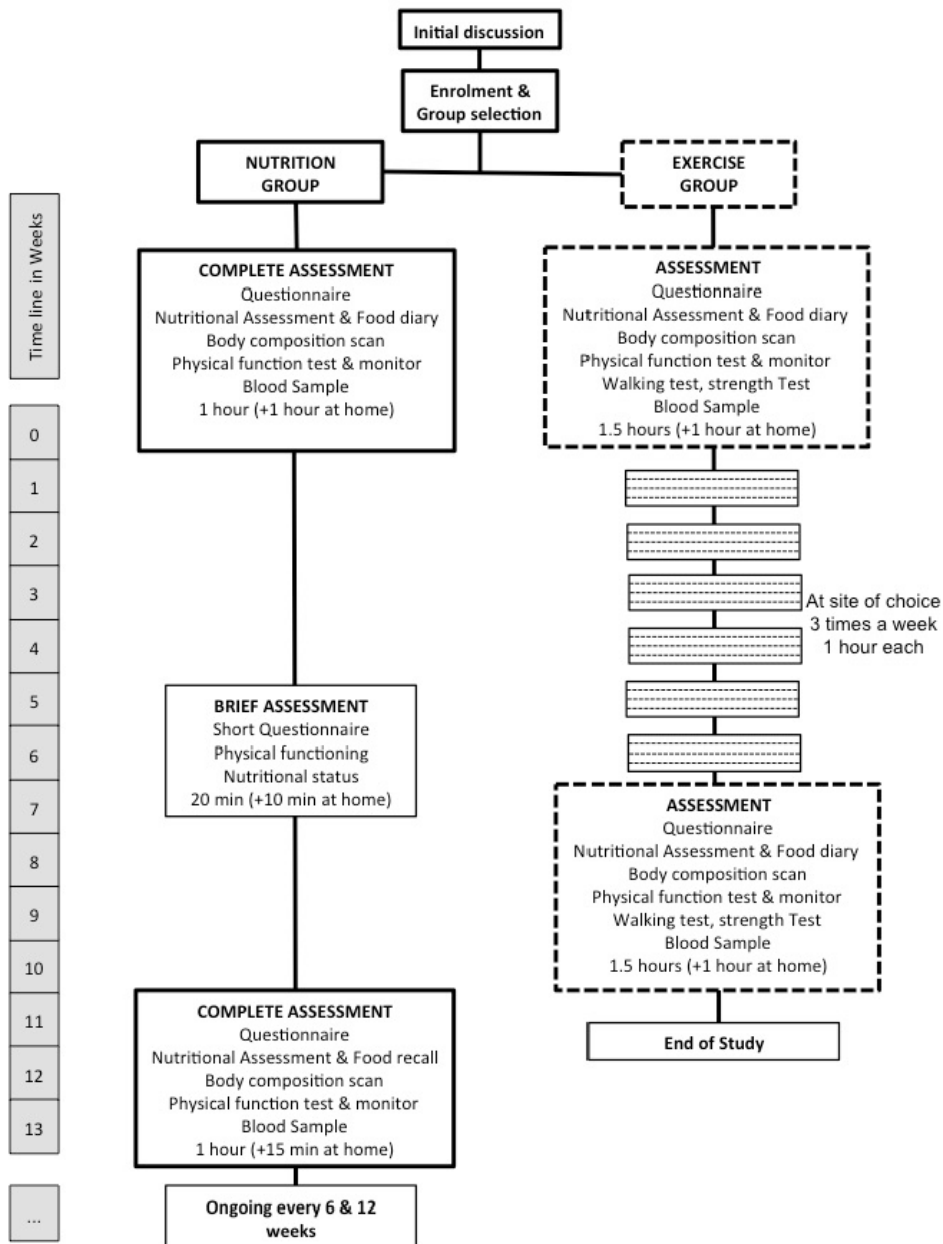 Initial discussion
Enrolment &
Group selection
NUTRITION
GROUP
EXERCISE
GROUP
Time line in Weeks
0
1
2
3
4
5
6
7
8
9
10
11
12
13
...
COMPLETE ASSESSMENT
Questionnaire
Nutritional Assessment & Food diary
Body composition scan
Physical function test & monitor
Blood Sample
1 hour (+1 hour at home)
BRIEF ASSESSMENT
Short Questionnaire
Physical functioning
Nutritional status
20 min (+10 min at home)
COMPLETE ASSESSMENT
Questionnaire
Nutritional Assessment & Food recall
Body composition scan
Physical function test & monitor
Blood Sample
1 hour (+15 min at home)
Ongoing every 6 & 12
weeks
ASSESSMENT
Questionnaire
Nutritional Assessment & Food diary
Body composition scan
Physical function test & monitor
Walking test, strength Test
Blood Sample
1.5 hours (+1 hour at home)
At site of choice
3 times a week
1 hour each
ASSESSMENT
Questionnaire
Nutritional Assessment & Food diary
Body composition scan
Physical function test & monitor
Walking test, strength Test
Blood Sample
1.5 hours (+1 hour at home)
End of Study